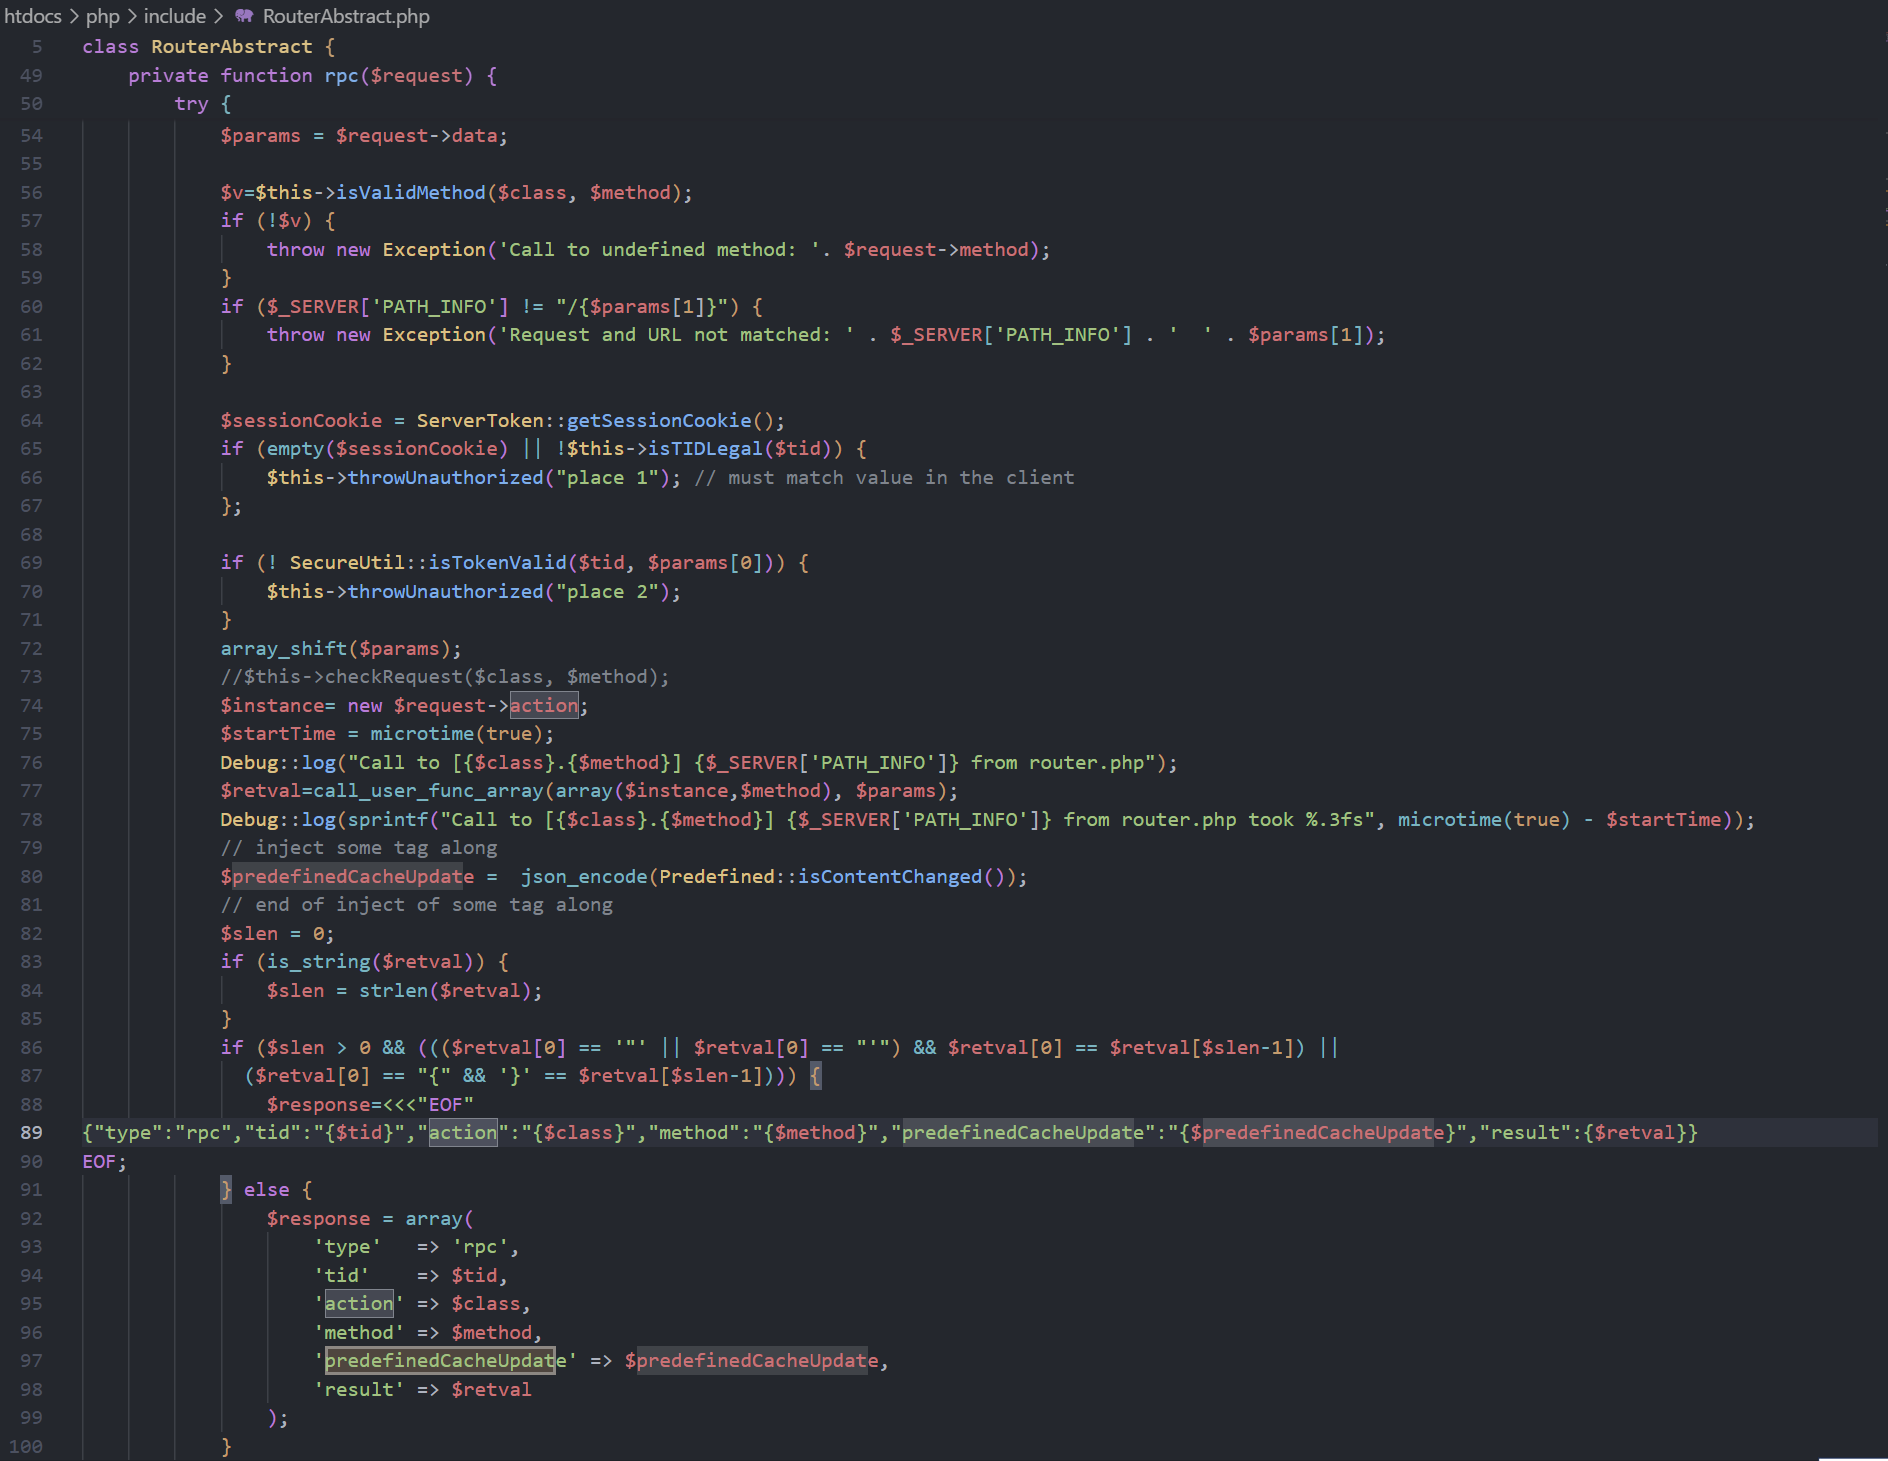 htdocs > php > include > RouterAbstract.php
5 class RouterAbstract {
49 private function rpc($request) {
50 try {
54 $params = $request->data;
55
56 $v=$this->isValidMethod($class, $method);
57 if (!$v) {
58 throw new Exception('Call to undefined method: '. $request->method);
59 }
60 if ($_SERVER['PATH_INFO'] != "/{$params[1]}") {
61 throw new Exception('Request and URL not matched: ' . $_SERVER['PATH_INFO'] . '  ' . $params[1]);
62 }
63
64 $sessionCookie = ServerToken::getSessionCookie();
65 if (empty($sessionCookie) || !$this->isTIDLegal($tid)) {
66 $this->throwUnauthorized("place 1"); // must match value in the client
67 };
68
69 if (! SecureUtil::isTokenValid($tid, $params[0])) {
70 $this->throwUnauthorized("place 2");
71 }
72 array_shift($params);
73 //$this->checkRequest($class, $method);
74 $instance= new $request->action;
75 $startTime = microtime(true);
76 Debug::log("Call to [{$class}.{$method}] {$_SERVER['PATH_INFO']} from router.php");
77 $retval=call_user_func_array(array($instance,$method), $params);
78 Debug::log(sprintf("Call to [{$class}.{$method}] {$_SERVER['PATH_INFO']} from router.php took %.3fs", microtime(true) - $startTime));
79 // inject some tag along
80 $predefinedCacheUpdate =  json_encode(Predefined::isContentChanged());
81 // end of inject of some tag along
82 $slen = 0;
83 if (is_string($retval)) {
84 $slen = strlen($retval);
85 }
86 if ($slen > 0 && ((($retval[0] == '"' || $retval[0] == "'") && $retval[0] == $retval[$slen-1]) ||
87 ($retval[0] == "{" && '}' == $retval[$slen-1]))) {
88 $response=<<<"EOF"
89 {"type":"rpc","tid":"{$tid}","action":"{$class}","method":"{$method}","predefinedCacheUpdate":"{$predefinedCacheUpdate}","result":{$retval}}
90 EOF;
91 } else {
92 $response = array(
93 'type'   => 'rpc',
94 'tid'    => $tid,
95 'action' => $class,
96 'method' => $method,
97 'predefinedCacheUpdate' => $predefinedCacheUpdate,
98 'result' => $retval
99 );
100 }